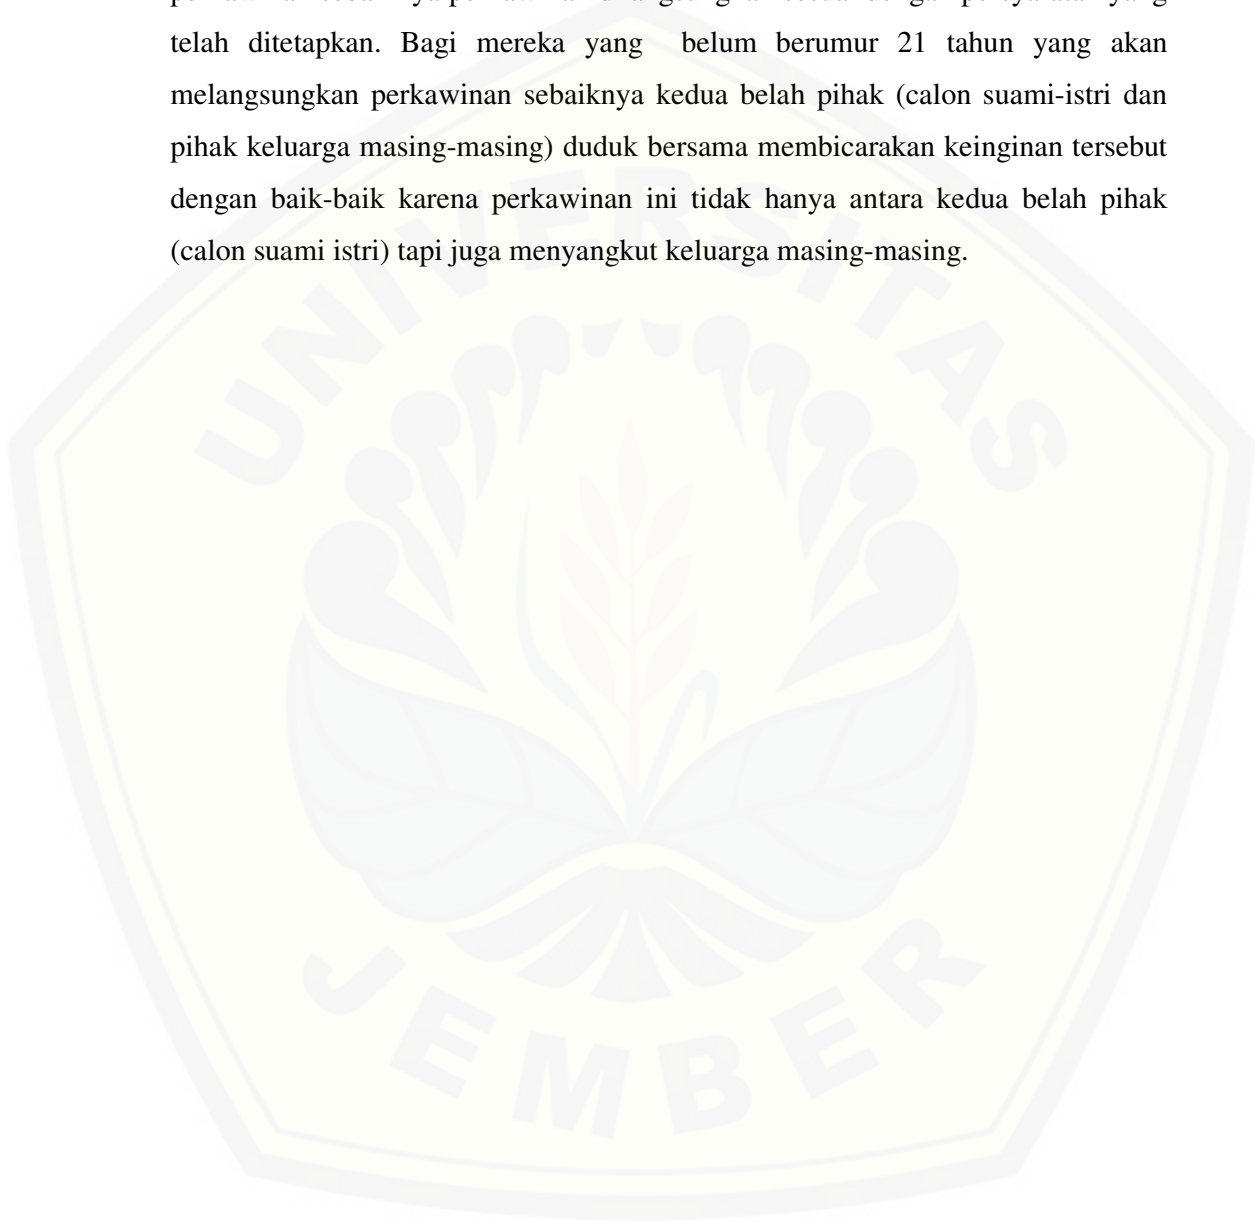 telah ditetapkan. Bagi mereka yang belum berumur 21 tahun yang akan
melangsungkan perkawinan sebaiknya kedua belah pihak (calon suami-istri dan
pihak keluarga masing-masing) duduk bersama membicarakan keinginan tersebut
dengan baik-baik karena perkawinan ini tidak hanya antara kedua belah pihak
(calon suami istri) tapi juga menyangkut keluarga masing-masing.
UNIVERSITAS
JEMBER